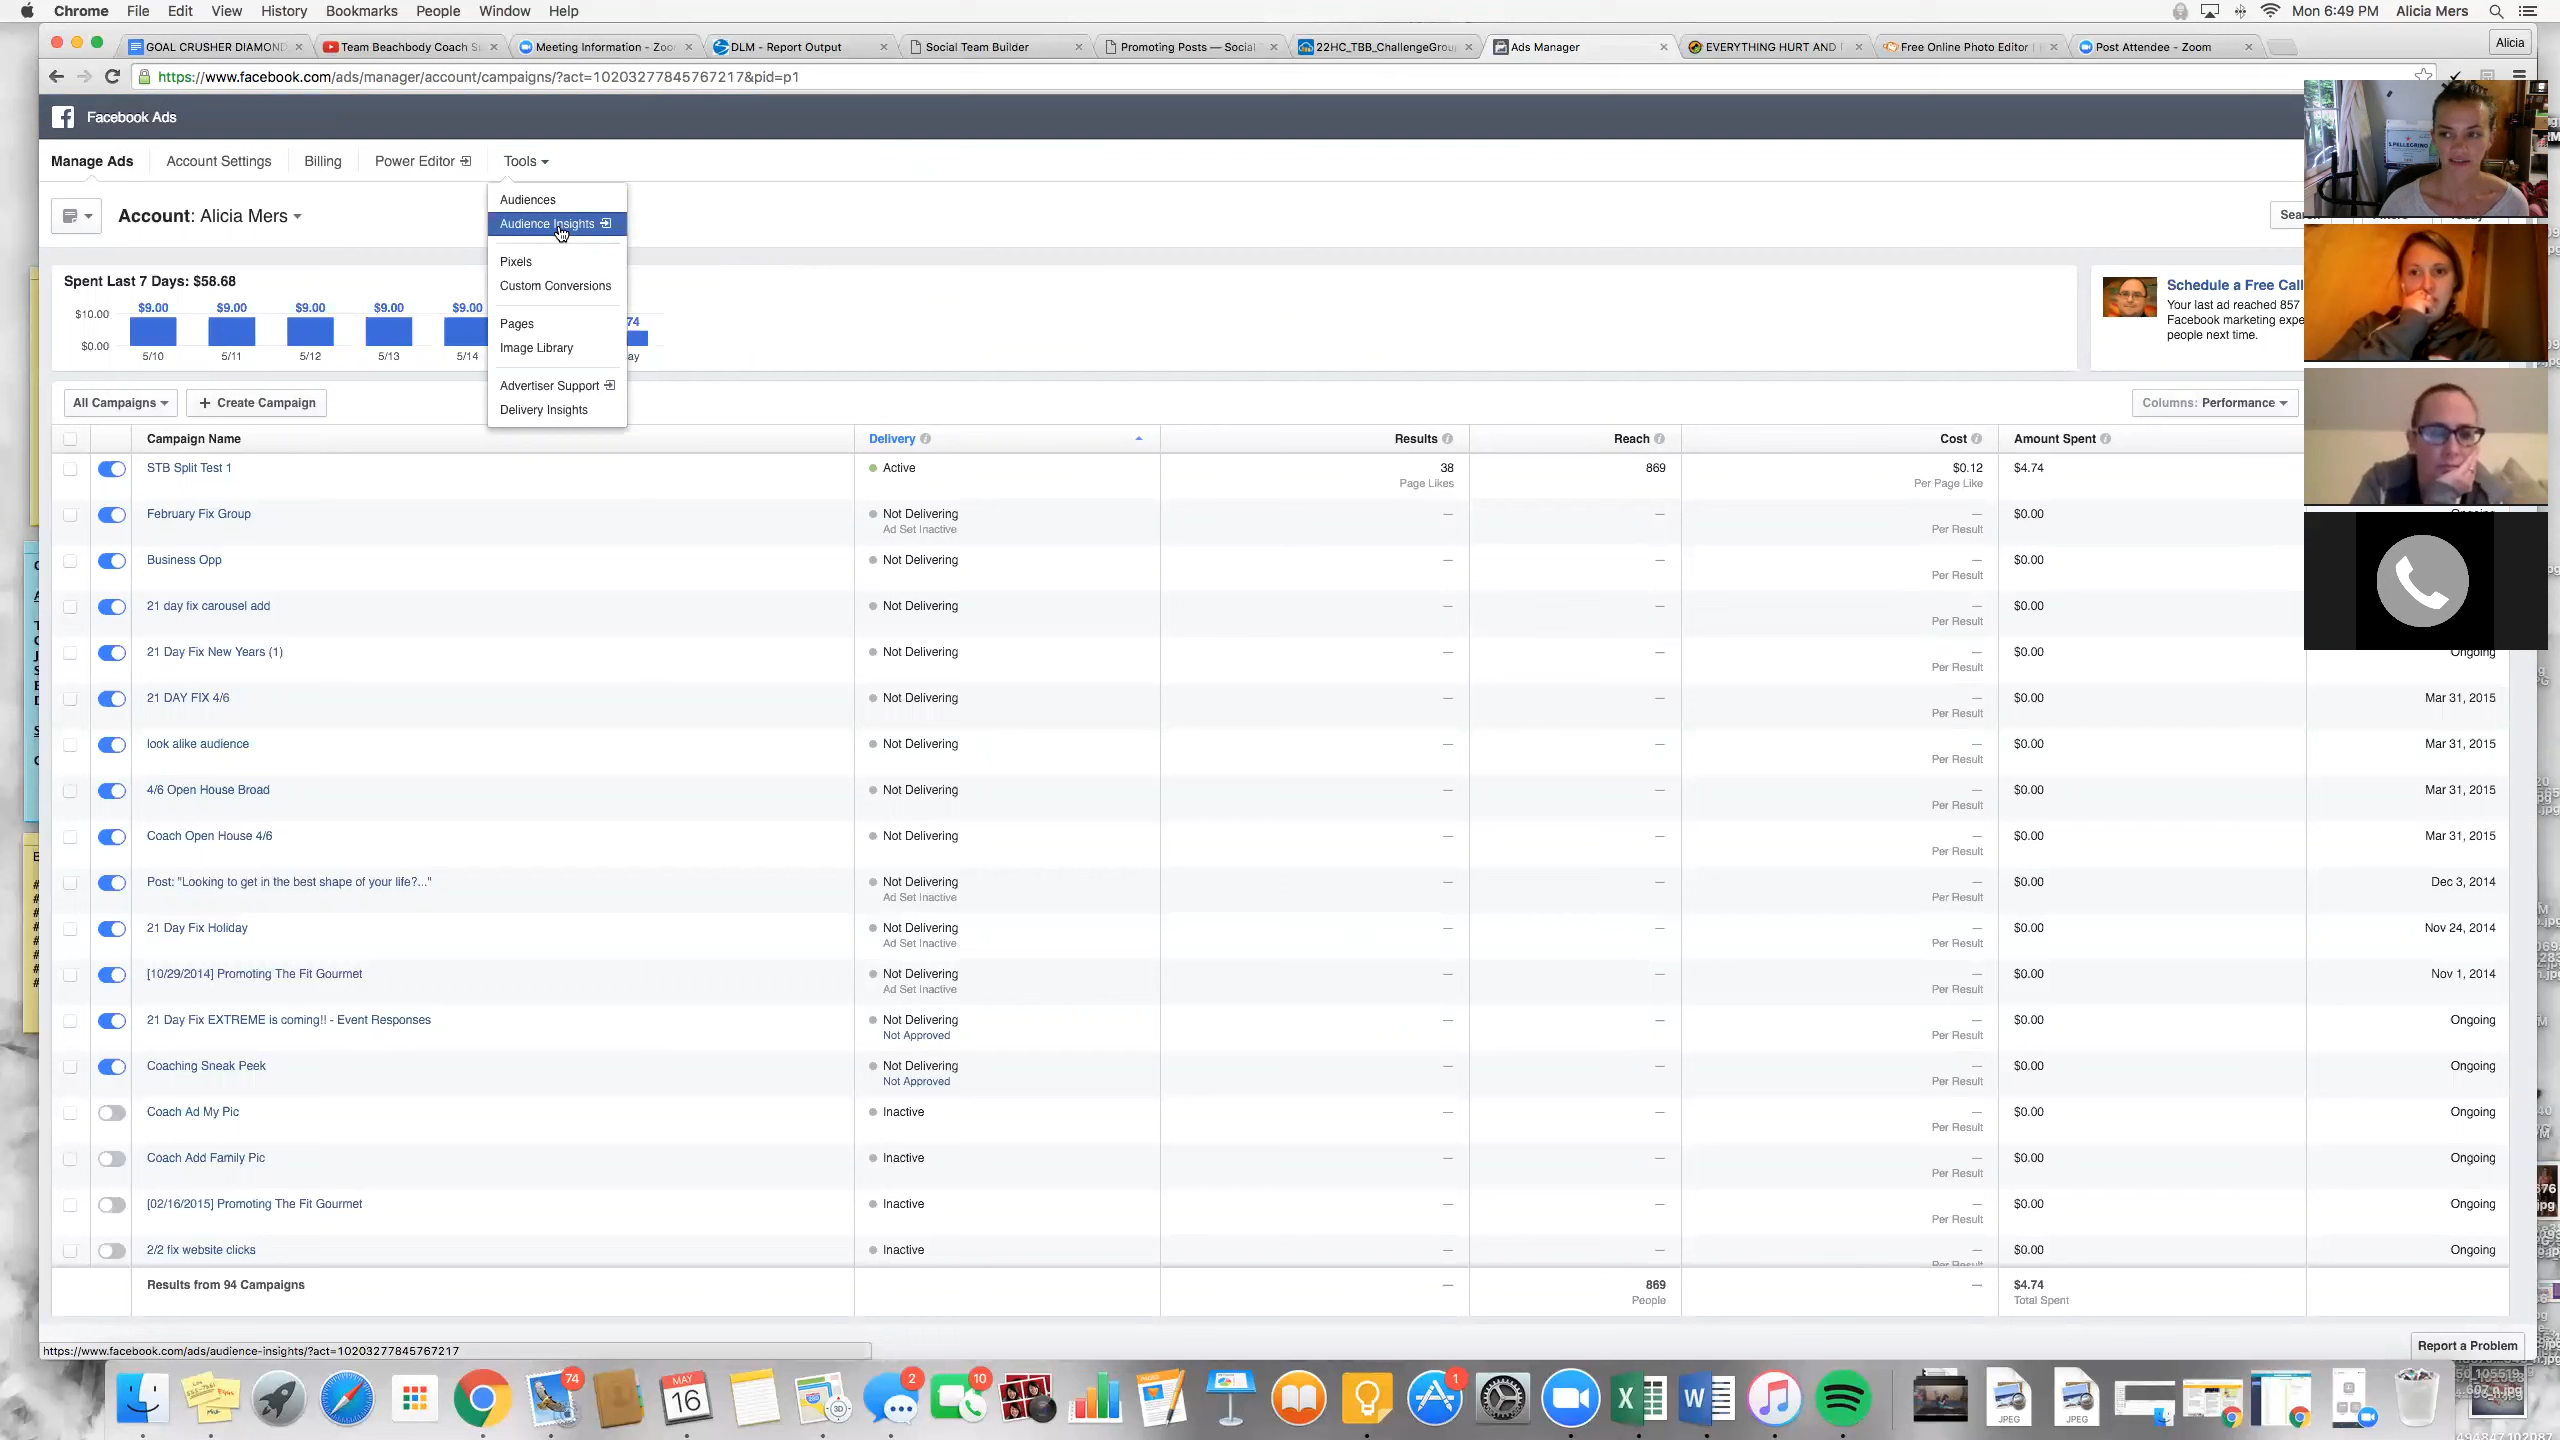 Chrome File Edit View History Bookmarks People Window Help Mon 6:49 PM Alicia Mers
GOAL CRUSHER DIAMOND Team Beachbody Coach Meeting Information - Zoo DLM - Report Output Social Team Builder Promoting Posts — Social 22HC_TBB_ChallengeGrou Ads Manager EVERYTHING HURT AND Free Online Photo Editor Post Attendee - Zoom Alicia
https://www.facebook.com/ads/manager/account/campaigns/?act=10203277845767217&pid=p1
Facebook Ads
Manage Ads Account Settings Billing Power Editor Tools
Audiences
Audience Insights
Pixels
Custom Conversions
Pages
Image Library
Advertiser Support
Delivery Insights
Account: Alicia Mers
Spent Last 7 Days: $58.68
$10.00 $9.00 $9.00 $9.00 $9.00 $9.00 74
$0.00
5/10 5/11 5/12 5/13 5/14 ay
Schedule a Free Call
Your last ad reached 857
Facebook marketing expe
people next time.
All Campaigns + Create Campaign Columns: Performance
Campaign Name Delivery Results Reach Cost Amount Spent
STB Split Test 1 Active 38 869 $0.12 $4.74
Page Likes Per Page Like
February Fix Group Not Delivering — — — $0.00 Ongoing
Ad Set Inactive Per Result
Business Opp Not Delivering — — — $0.00
Per Result
21 day fix carousel add Not Delivering — — — $0.00
Per Result
21 Day Fix New Years (1) Not Delivering — — — $0.00 Ongoing
Per Result
21 DAY FIX 4/6 Not Delivering — — — $0.00 Mar 31, 2015
Per Result
look alike audience Not Delivering — — — $0.00 Mar 31, 2015
Per Result
4/6 Open House Broad Not Delivering — — — $0.00 Mar 31, 2015
Per Result
Coach Open House 4/6 Not Delivering — — — $0.00 Mar 31, 2015
Per Result
Post: "Looking to get in the best shape of your life?..." Not Delivering — — — $0.00 Dec 3, 2014
Ad Set Inactive Per Result
21 Day Fix Holiday Not Delivering — — — $0.00 Nov 24, 2014
Ad Set Inactive Per Result
[10/29/2014] Promoting The Fit Gourmet Not Delivering — — — $0.00 Nov 1, 2014
Ad Set Inactive Per Result
21 Day Fix EXTREME is coming!! - Event Responses Not Delivering — — — $0.00 Ongoing
Not Approved Per Result
Coaching Sneak Peek Not Delivering — — — $0.00 Ongoing
Not Approved Per Result
Coach Ad My Pic Inactive — — — $0.00 Ongoing
Per Result
Coach Add Family Pic Inactive — — — $0.00 Ongoing
Per Result
[02/16/2015] Promoting The Fit Gourmet Inactive — — — $0.00 Ongoing
Per Result
2/2 fix website clicks Inactive — — — $0.00 Ongoing
Per Result
Results from 94 Campaigns — 869 — $4.74
People Total Spent
Report a Problem
https://www.facebook.com/ads/audience-insights/?act=10203277845767217
74 MAY 16 2 10 1
JPEG JPEG